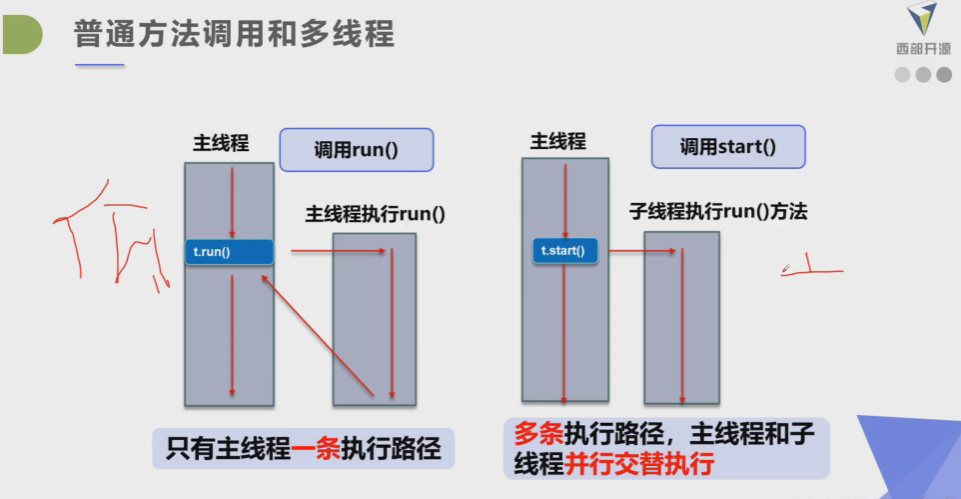 普通方法调用和多线程
西部开源
主线程
调用run()
主线程执行run()
t.run()
只有主线程一条执行路径
主线程
调用start()
子线程执行run()方法
t.start()
多条执行路径，主线程和子
线程并行交替执行